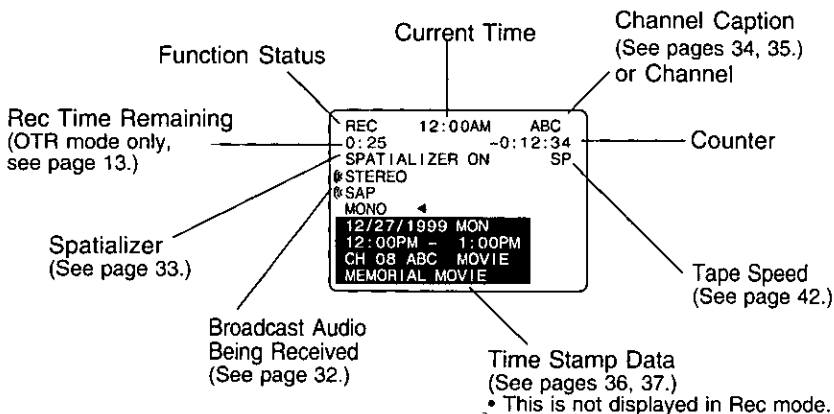 Function Status
Current Time
Channel Caption
(See pages 34, 35.)
or Channel
Rec Time Remaining
(OTR mode only,
see page 13.)
REC 12:00AM ABC
0:25 -0:12:34
SPATIALIZER ON SP
STEREO
SAP
MONO ◄
12/27/1999 MON
12:00PM - 1:00PM
CH 08 ABC MOVIE
MEMORIAL MOVIE
Counter
Spatializer
(See page 33.)
Tape Speed
(See page 42.)
Broadcast Audio
Being Received
(See page 32.)
Time Stamp Data
(See pages 36, 37.)
• This is not displayed in Rec mode.